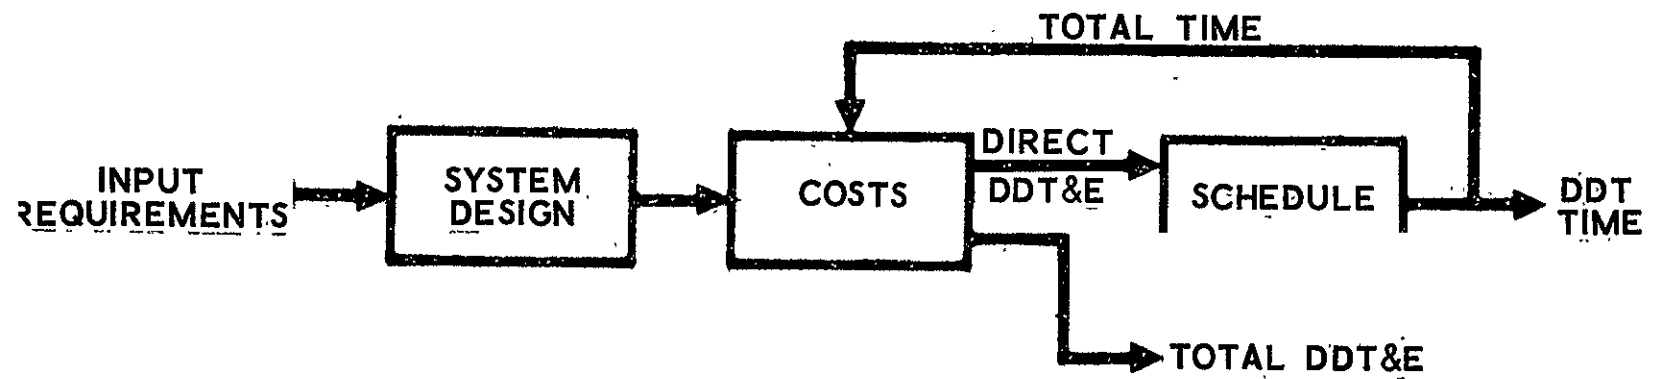 TOTAL TIME
INPUT
REQUIREMENTS
SYSTEM
DESIGN
COSTS
DIRECT
DDT&E
SCHEDULE
DDT
TIME
TOTAL DDT&E